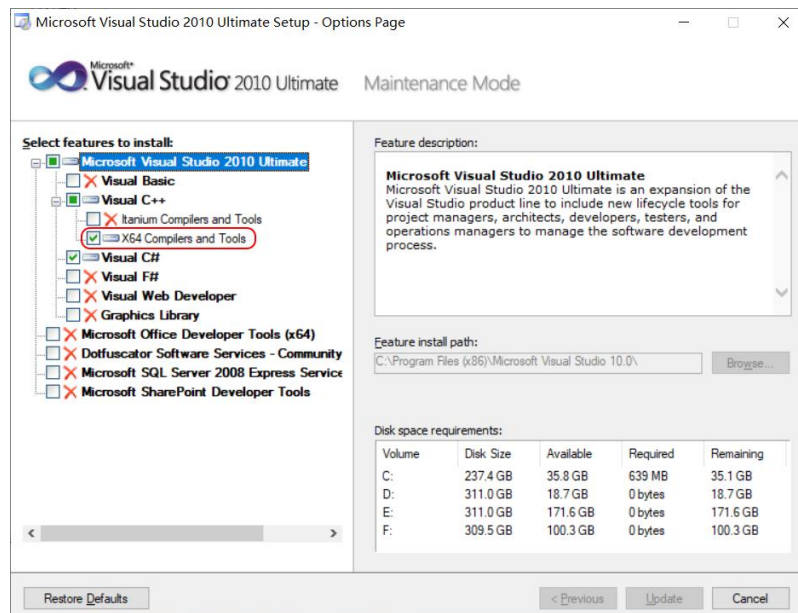 Microsoft Visual Studio 2010 Ultimate Setup - Options Page
Microsoft®
Visual Studio 2010 Ultimate Maintenance Mode
Select features to install:
Microsoft Visual Studio 2010 Ultimate
Visual Basic
Visual C++
Itanium Compilers and Tools
X64 Compilers and Tools
Visual C#
Visual F#
Visual Web Developer
Graphics Library
Microsoft Office Developer Tools (x64)
Dotfuscator Software Services - Community
Microsoft SQL Server 2008 Express Service
Microsoft SharePoint Developer Tools
Feature description:
Microsoft Visual Studio 2010 Ultimate
Microsoft Visual Studio 2010 Ultimate is an expansion of the
Visual Studio product line to include new lifecycle tools for
project managers, architects, developers, testers, and
operations managers to manage the software development
process.
Feature install path:
C:\Program Files (x86)\Microsoft Visual Studio 10.0\ Browse...
Disk space requirements:
Volume Disk Size Available Required Remaining
C: 237.4 GB 35.8 GB 639 MB 35.1 GB
D: 311.0 GB 18.7 GB 0 bytes 18.7 GB
E: 311.0 GB 171.6 GB 0 bytes 171.6 GB
F: 309.5 GB 100.3 GB 0 bytes 100.3 GB
Restore Defaults < Previous Update Cancel